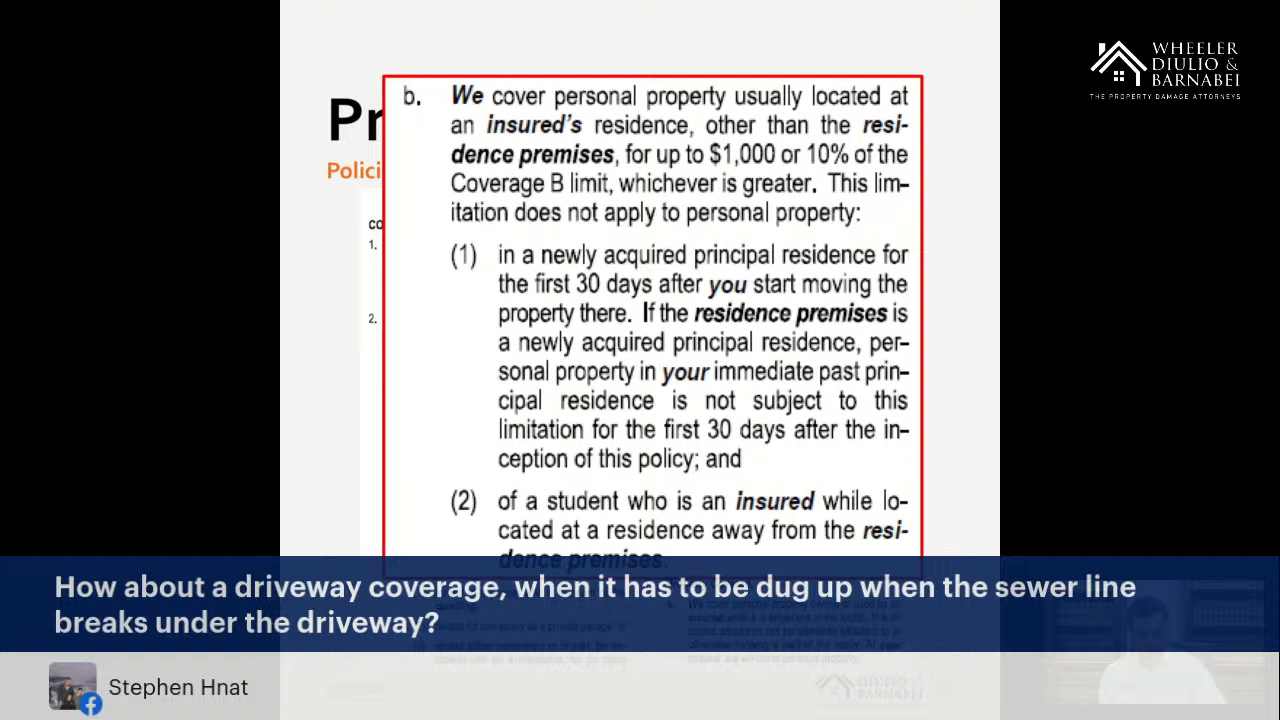 WHEELER
DIULIO &
BARNABEI
THE PROPERTY DAMAGE ATTORNEYS
Pr
Polici
co
1.
2.
b. We cover personal property usually located at
an insured's residence, other than the resi-
dence premises, for up to $1,000 or 10% of the
Coverage B limit, whichever is greater. This lim-
itation does not apply to personal property:
(1) in a newly acquired principal residence for
the first 30 days after you start moving the
property there. If the residence premises is
a newly acquired principal residence, per-
sonal property in your immediate past prin-
cipal residence is not subject to this
limitation for the first 30 days after the in-
ception of this policy; and
(2) of a student who is an insured while lo-
cated at a residence away from the resi-
dence premises.
How about a driveway coverage, when it has to be dug up when the sewer line
breaks under the driveway?
Stephen Hnat
DIULIO &
BARNABEI